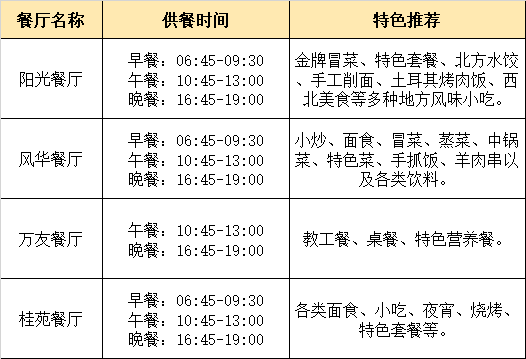 餐厅名称 供餐时间 特色推荐
阳光餐厅
早餐：06:45-09:30
午餐：10:45-13:00
晚餐：16:45-19:00
金牌冒菜、特色套餐、北方水饺
、手工削面、土耳其烤肉饭、西
北美食等多种地方风味小吃。
风华餐厅
早餐：06:45-09:30
午餐：10:45-13:00
晚餐：16:45-19:00
小炒、面食、冒菜、蒸菜、中锅
菜、特色菜、手抓饭、羊肉串以
及各类饮料。
万友餐厅
午餐：10:45-13:00
晚餐：16:45-19:00
教工餐、桌餐、特色营养餐。
桂苑餐厅
早餐：06:45-09:30
午餐：10:45-13:00
晚餐：16:45-19:00
各类面食、小吃、夜宵、烧烤、
特色套餐等。